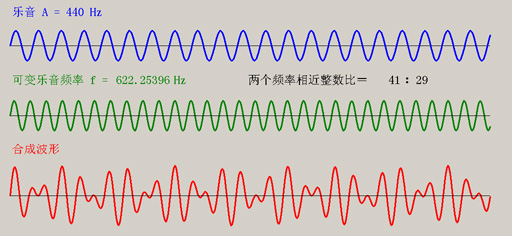 乐音 A = 440 Hz
可变乐音频率 f = 622.25396 Hz 两个频率相近整数比＝ 41 : 29
合成波形